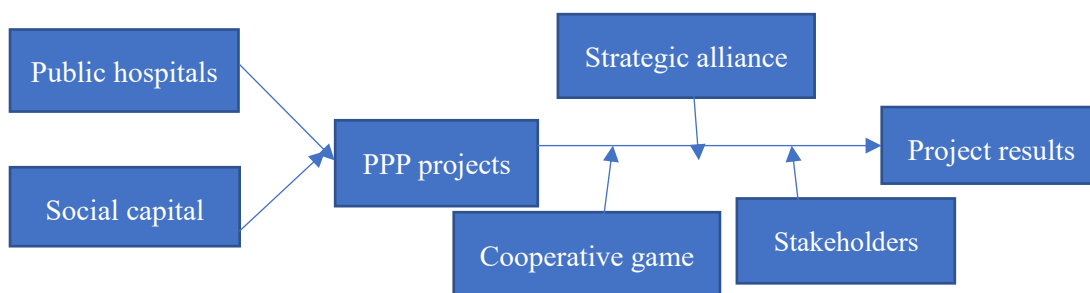 Public hospitals
Social capital
PPP projects
Strategic alliance
Cooperative game
Stakeholders
Project results